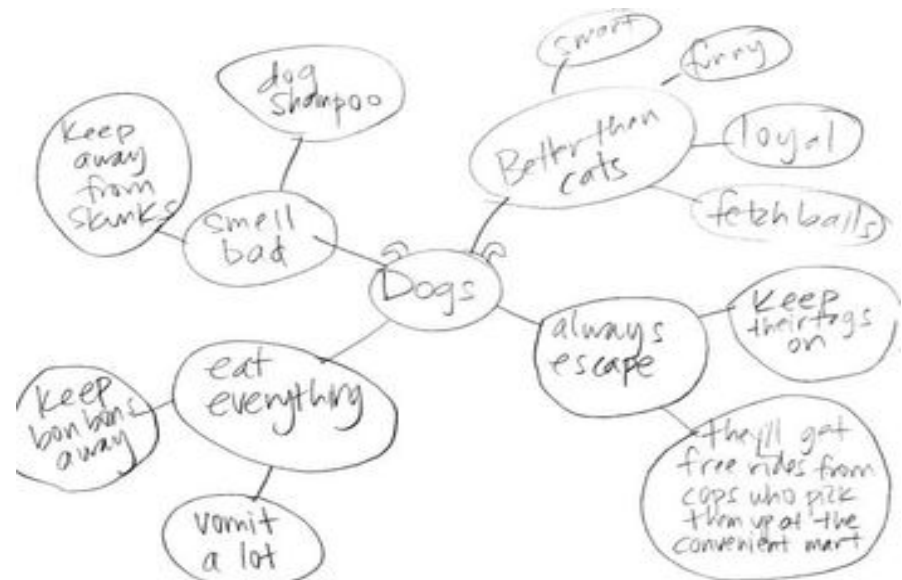 smart
funny
dog
shampoo
keep
away
from
skunks
Better than
cats
loyal
fetch balls
smell
bad
Dogs
keep
their tags
on
always
escape
eat
everything
keep
bon bons
away
they'll get
free rides from
cops who pick
them up at the
convenient mart
vomit
a lot